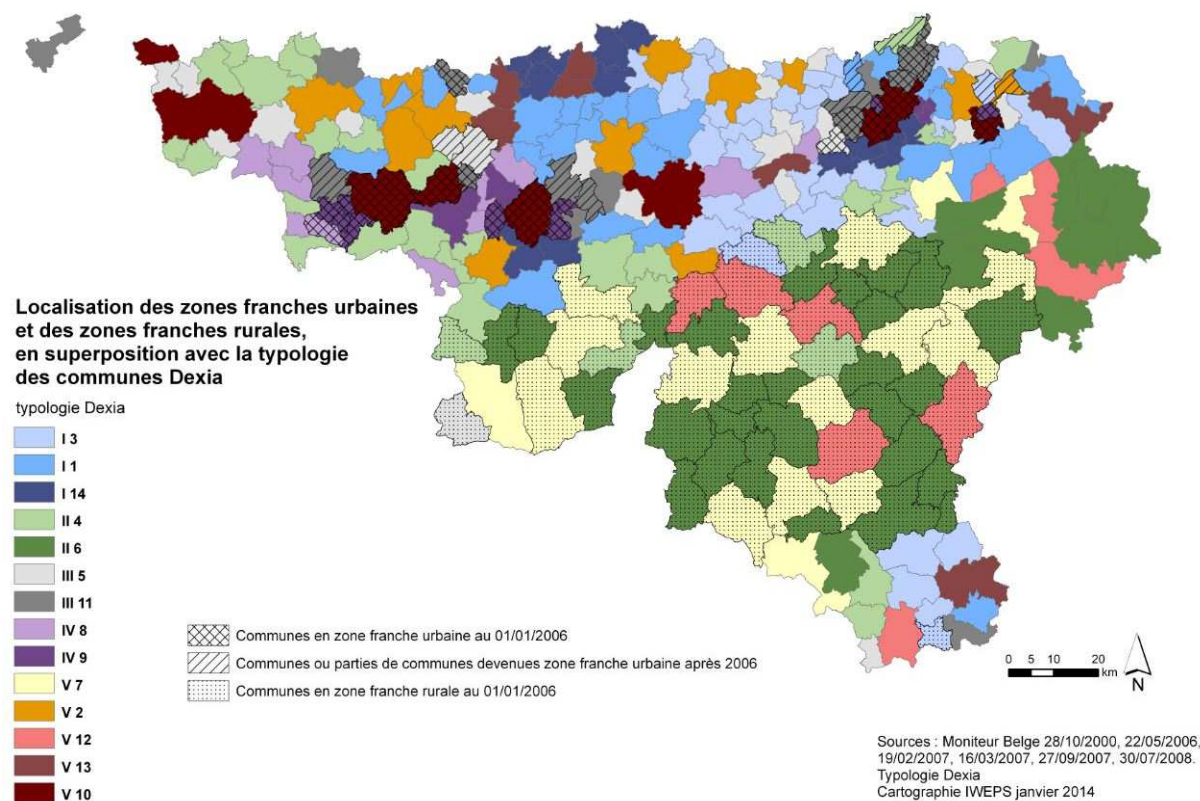 Localisation des zones franches urbaines
et des zones franches rurales,
en superposition avec la typologie
des communes Dexia
typologie Dexia
I 3
I 1
I 14
II 4
II 6
III 5
III 11
IV 8
IV 9
V 7
V 2
V 12
V 13
V 10
Communes en zone franche urbaine au 01/01/2006
Communes ou parties de communes devenues zone franche urbaine après 2006
Communes en zone franche rurale au 01/01/2006
0 5 10 20
km
N
Sources : Moniteur Belge 28/10/2000, 22/05/2006,
19/02/2007, 16/03/2007, 27/09/2007, 30/07/2008.
Typologie Dexia
Cartographie IWEPS janvier 2014